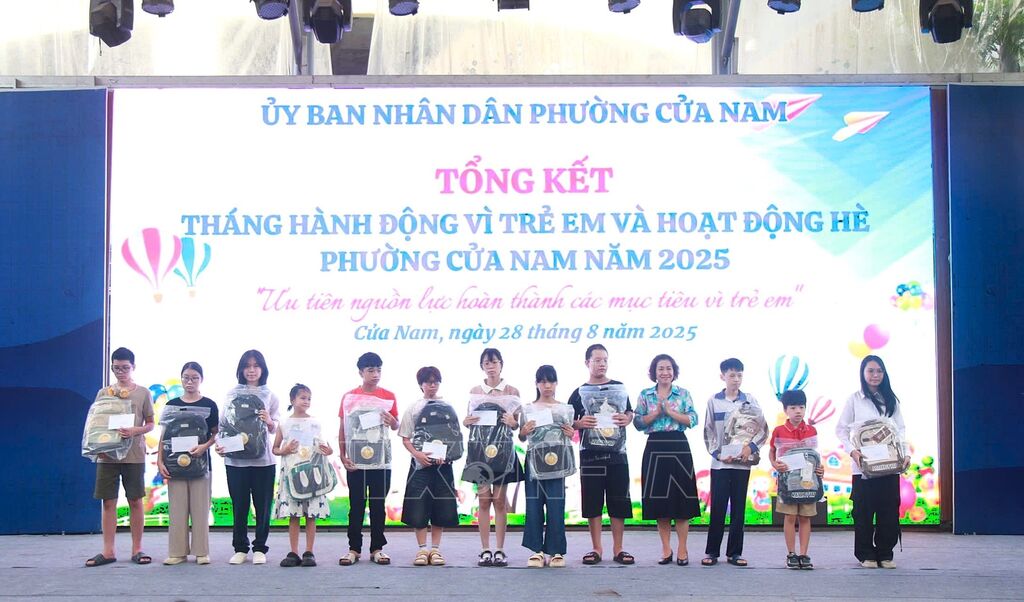 ỦY BAN NHÂN DÂN PHƯỜNG CỬA NAM
TỔNG KẾT
THÁNG HÀNH ĐỘNG VÌ TRẺ EM VÀ HOẠT ĐỘNG HÈ
PHƯỜNG CỬA NAM NĂM 2025
"Ưu tiên nguồn lực hoàn thành các mục tiêu vì trẻ em"
Cửa Nam, ngày 28 tháng 8 năm 2025